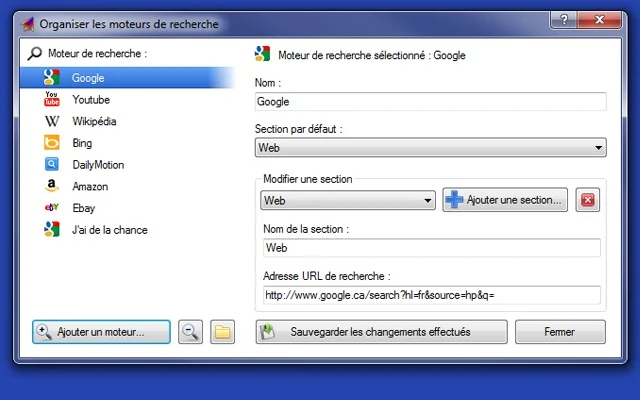 Organiser les moteurs de recherche
?
Moteur de recherche :
Google
You Tube Youtube
W Wikipédia
Bing
DailyMotion
a Amazon
ebY Ebay
J'ai de la chance
Ajouter un moteur...
Moteur de recherche sélectionné : Google
Nom :
Google
Section par défaut :
Web
Modifier une section
Web
Ajouter une section...
Nom de la section :
Web
Adresse URL de recherche :
http://www.google.ca/search?hl=fr&source=hp&q=
Sauvegarder les changements effectués
Fermer